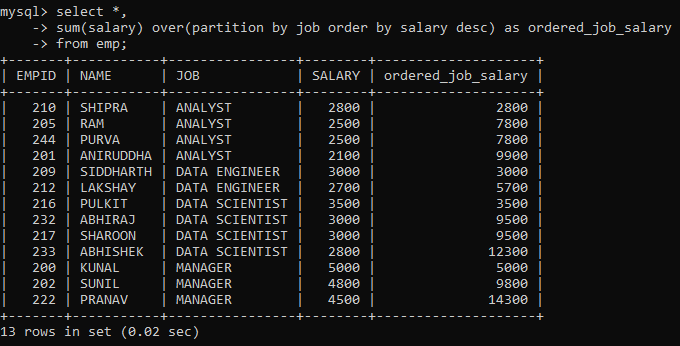 mysql> select *,
    -> sum(salary) over(partition by job order by salary desc) as ordered_job_salary
    -> from emp;
+-------+-----------+----------------+--------+--------------------+
| EMPID | NAME      | JOB            | SALARY | ordered_job_salary |
+-------+-----------+----------------+--------+--------------------+
|   210 | SHIPRA    | ANALYST        |   2800 |               2800 |
|   205 | RAM       | ANALYST        |   2500 |               7800 |
|   244 | PURVA     | ANALYST        |   2500 |               7800 |
|   201 | ANIRUDDHA | ANALYST        |   2100 |               9900 |
|   209 | SIDDHARTH | DATA ENGINEER  |   3000 |               3000 |
|   212 | LAKSHAY   | DATA ENGINEER  |   2700 |               5700 |
|   216 | PULKIT    | DATA SCIENTIST |   3500 |               3500 |
|   232 | ABHIRAJ   | DATA SCIENTIST |   3000 |               9500 |
|   217 | SHAROON   | DATA SCIENTIST |   3000 |               9500 |
|   233 | ABHISHEK  | DATA SCIENTIST |   2800 |              12300 |
|   200 | KUNAL     | MANAGER        |   5000 |               5000 |
|   202 | SUNIL     | MANAGER        |   4800 |               9800 |
|   222 | PRANAV    | MANAGER        |   4500 |              14300 |
+-------+-----------+----------------+--------+--------------------+
13 rows in set (0.02 sec)